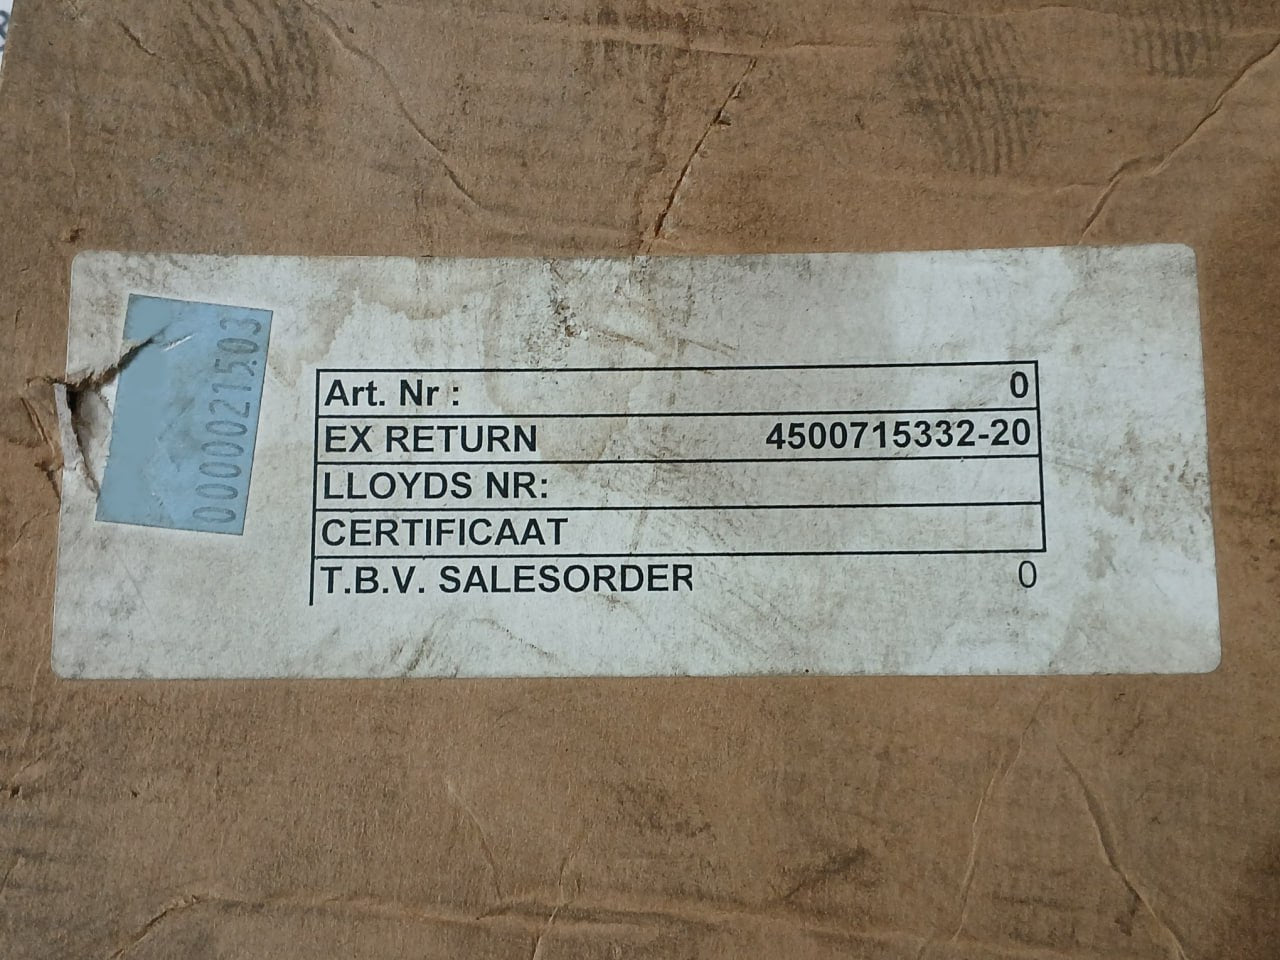 0000021503
Art. Nr : 0
EX RETURN 4500715332-20
LLOYDS NR:
CERTIFICAAT
T.B.V. SALESORDER 0